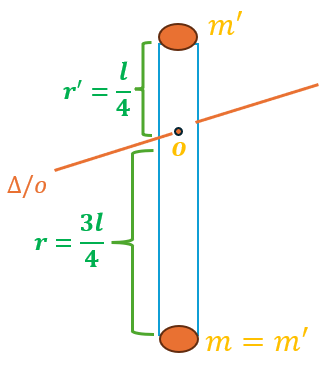 m′
r′ = l/4
o
Δ/o
r = 3l/4
m = m′